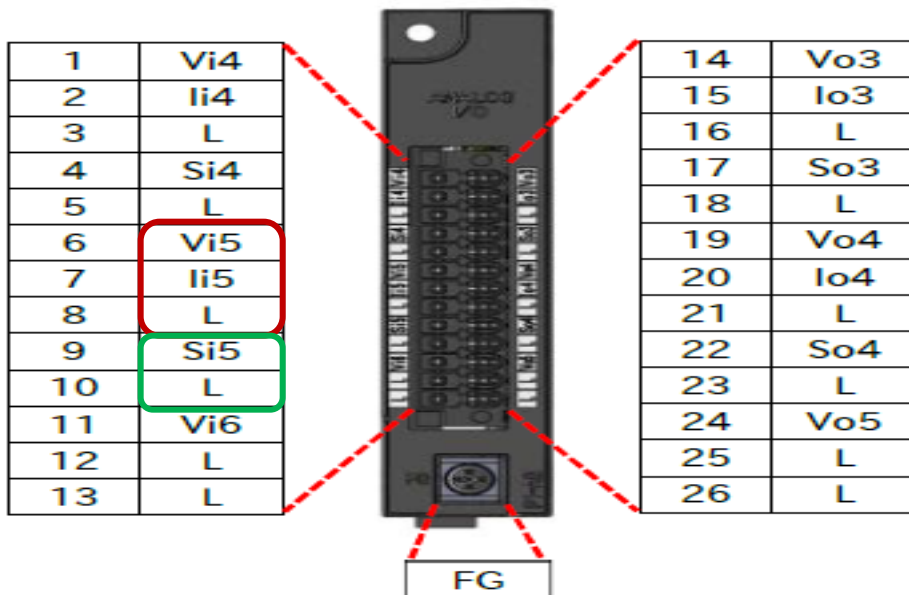 1 Vi4
2 Ii4
3 L
4 Si4
5 L
6 Vi5
7 Ii5
8 L
9 Si5
10 L
11 Vi6
12 L
13 L
ANALOG
I/O
14 Vo3
15 Io3
16 L
17 So3
18 L
19 Vo4
20 Io4
21 L
22 So4
23 L
24 Vo5
25 L
26 L
FG